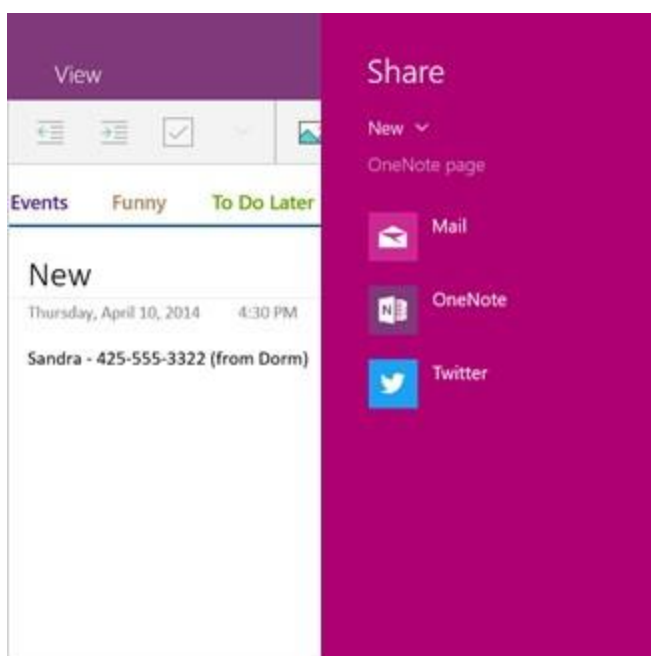 View
Events Funny To Do Later
New
Thursday, April 10, 2014 4:30 PM
Sandra - 425-555-3322 (from Dorm)
Share
New
OneNote page
Mail
N
OneNote
Twitter